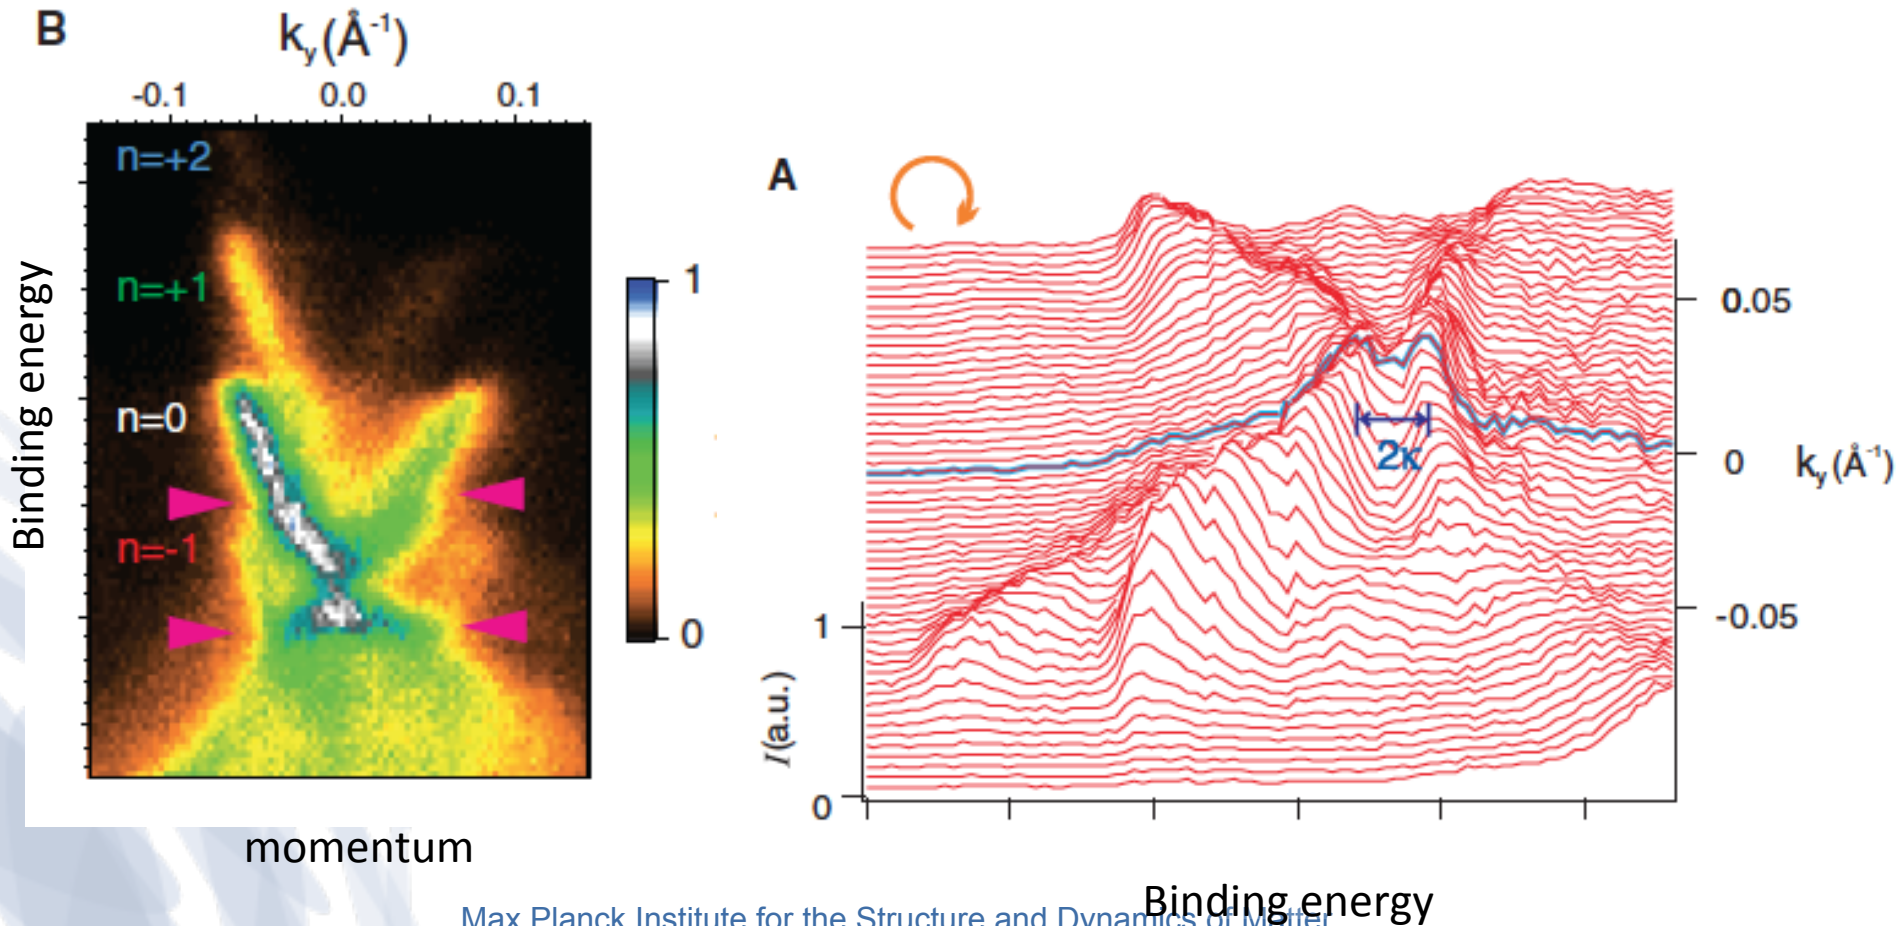 B
k_y (Å⁻¹)
-0.1 0.0 0.1
n=+2
n=+1
n=0
n=-1
Binding energy
momentum
1
0
A
2κ
0.05
0
-0.05
k_y (Å⁻¹)
1
0
I (a.u.)
Binding energy
Max Planck Institute for the Structure and Dynamics of Matter